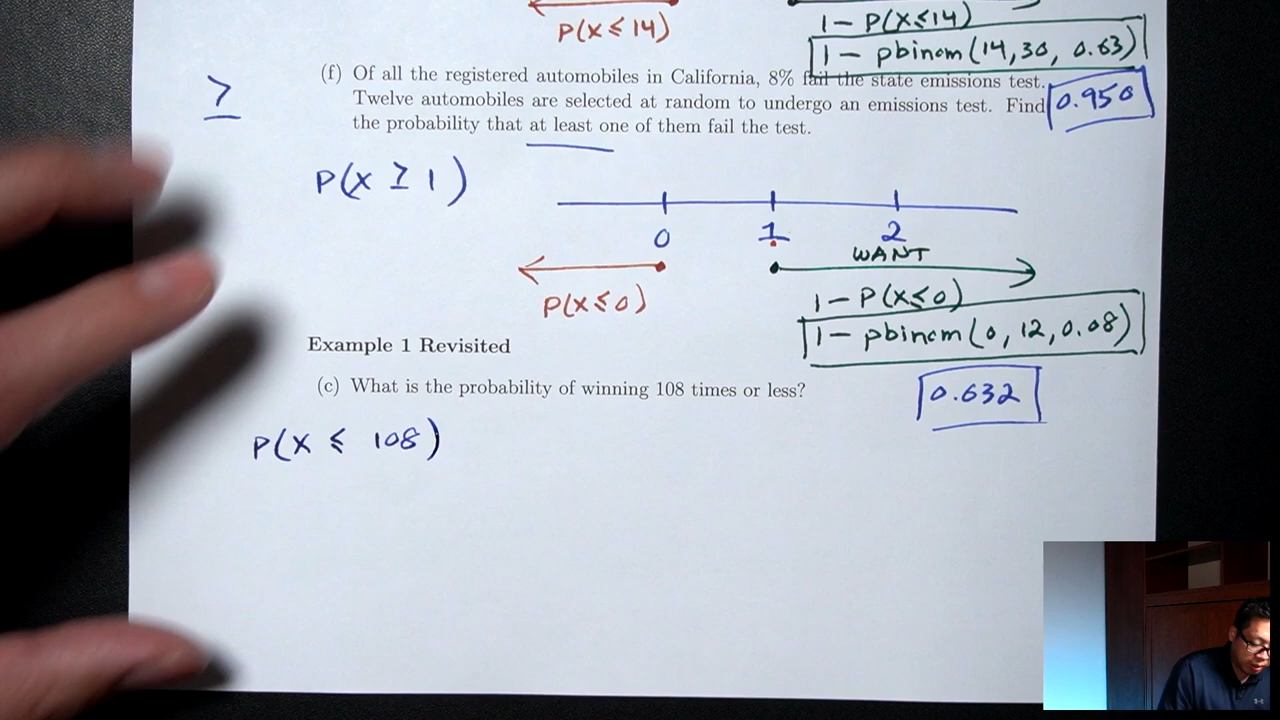 P(X ≤ 14)
1 - P(X≤14)
1 - pbinom(14,30, 0.63)
(f) Of all the registered automobiles in California, 8% fail the state emissions test.
Twelve automobiles are selected at random to undergo an emissions test. Find
the probability that at least one of them fail the test.
0.950
≥
P(X ≥ 1)
0 1 2
WANT
P(X≤0)
1 - P(X≤0)
1 - pbinom(0, 12, 0.08)
Example 1 Revisited
(c) What is the probability of winning 108 times or less?
0.632
P(X ≤ 108)